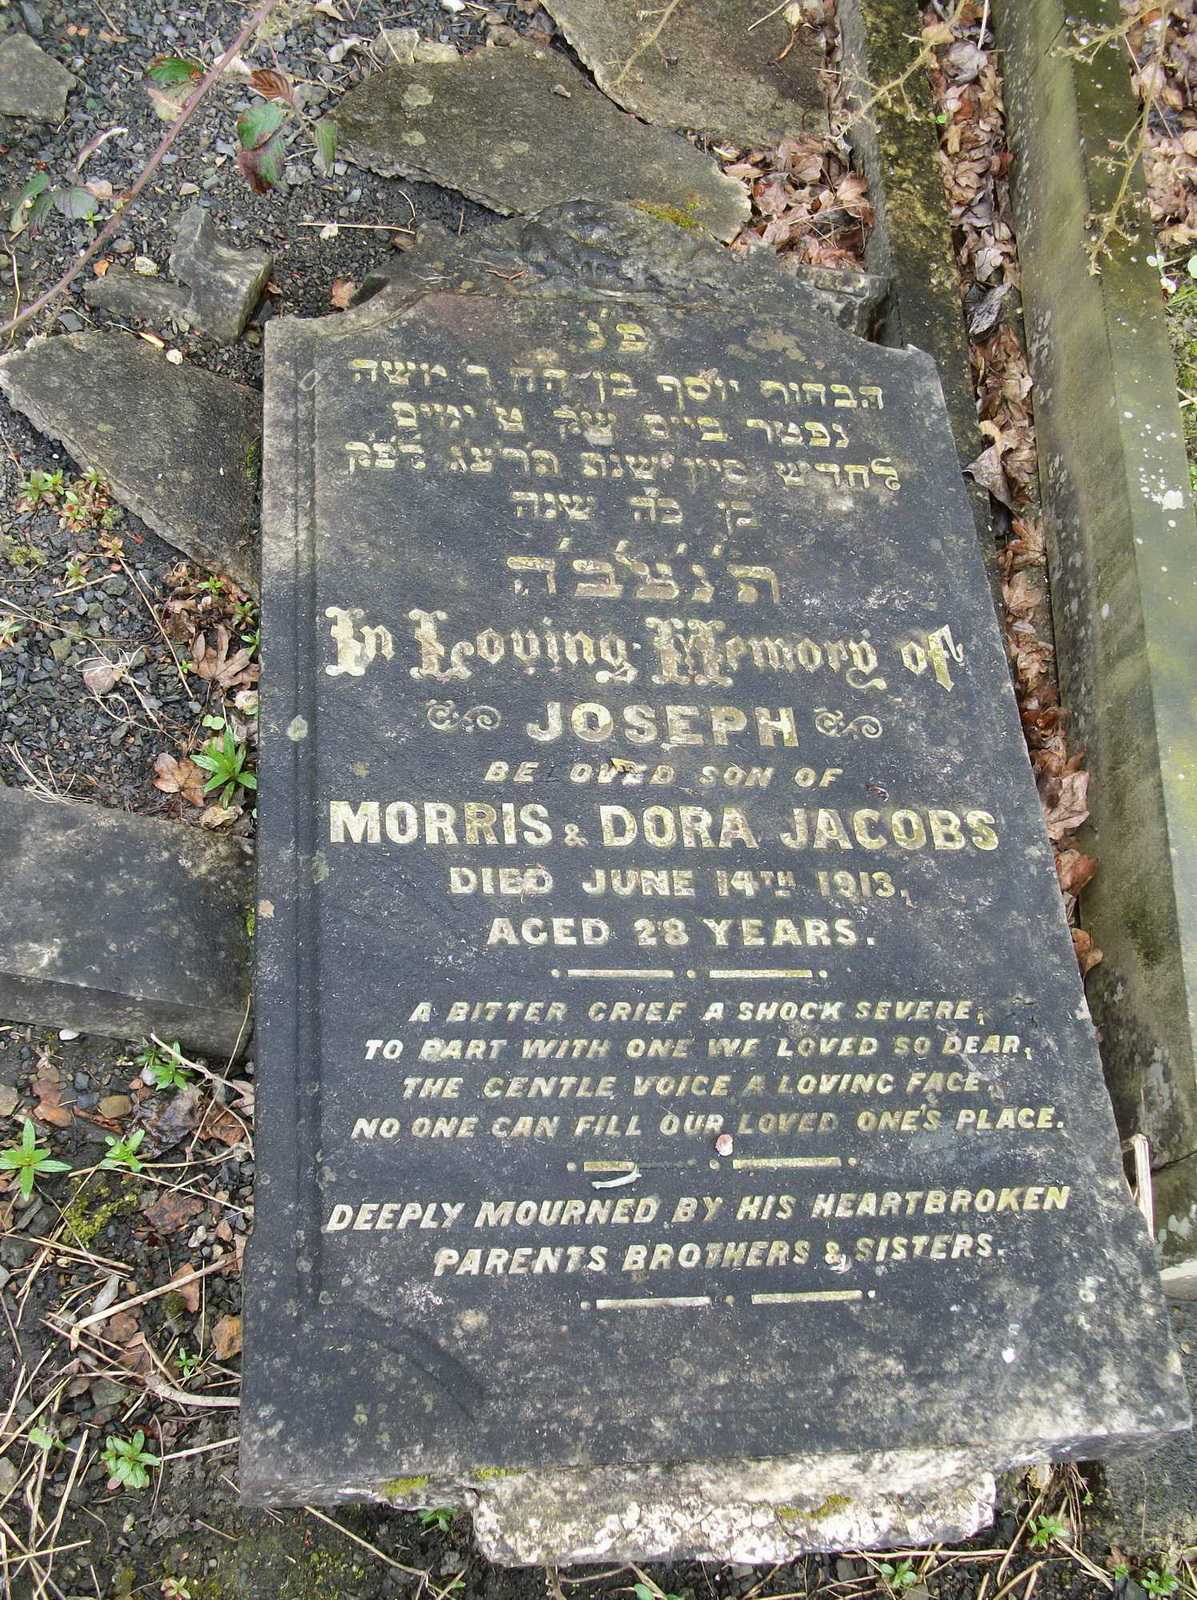 פ׳נ
הבחור יוסף בן הח׳ ר׳ משה
נפטר ביום שק ט׳ ימים
לחדש סיון שנת תרע׳ג לפ׳ק
בן כ׳ח שנה
ת׳נ׳צ׳ב׳ה
In Loving Memory of
JOSEPH
BELOVED SON OF
MORRIS & DORA JACOBS
DIED JUNE 14TH 1913,
AGED 28 YEARS.
A BITTER GRIEF A SHOCK SEVERE,
TO PART WITH ONE WE LOVED SO DEAR,
THE GENTLE VOICE A LOVING FACE,
NO ONE CAN FILL OUR LOVED ONE'S PLACE.
DEEPLY MOURNED BY HIS HEARTBROKEN
PARENTS BROTHERS & SISTERS.